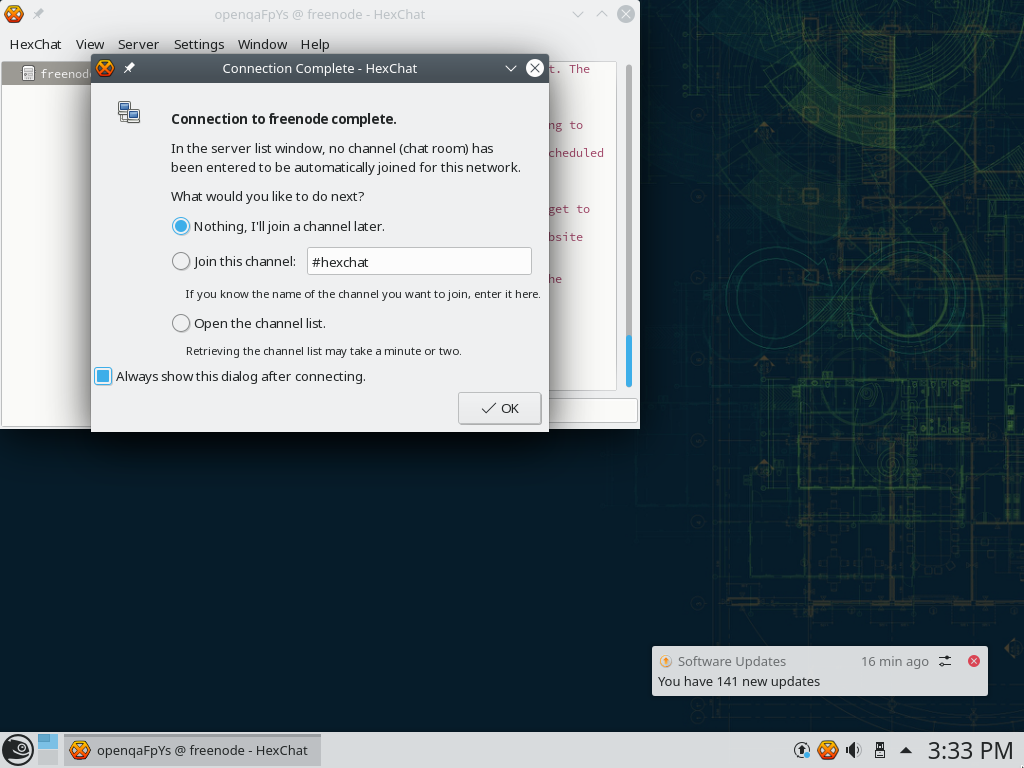 openqaFpYs @ freenode - HexChat
HexChat View Server Settings Window Help
freenod
t. The
Connection Complete - HexChat
Connection to freenode complete.
ng to
In the server list window, no channel (chat room) has
cheduled
been entered to be automatically joined for this network.
What would you like to do next?
get to
Nothing, I'll join a channel later.
bsite
Join this channel: #hexchat
he
If you know the name of the channel you want to join, enter it here.
Open the channel list.
Retrieving the channel list may take a minute or two.
Always show this dialog after connecting.
OK
Software Updates 16 min ago
You have 141 new updates
openqaFpYs @ freenode - HexChat
3:33 PM